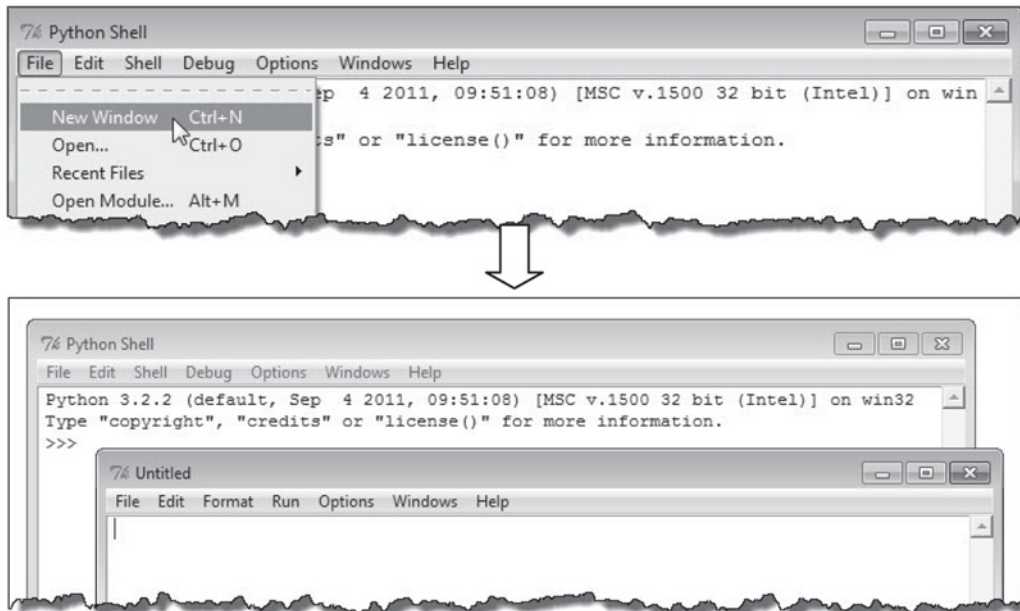 Python Shell
File Edit Shell Debug Options Windows Help
ep 4 2011, 09:51:08) [MSC v.1500 32 bit (Intel)] on win
New Window Ctrl+N
ts" or "license()" for more information.
Open... Ctrl+O
Recent Files
Open Module... Alt+M
Python Shell
File Edit Shell Debug Options Windows Help
Python 3.2.2 (default, Sep 4 2011, 09:51:08) [MSC v.1500 32 bit (Intel)] on win32
Type "copyright", "credits" or "license()" for more information.
>>>
Untitled
File Edit Format Run Options Windows Help